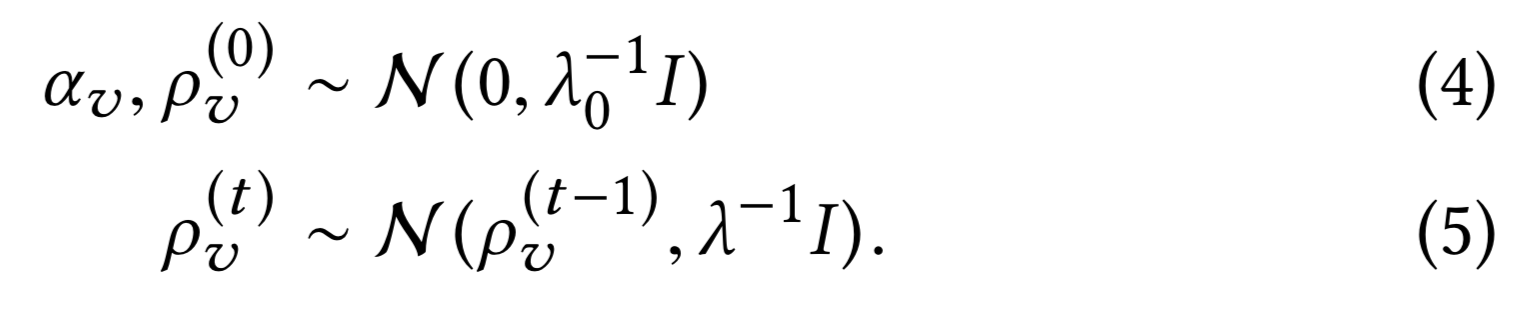 α_v, ρ_v^{(0)} ∼ 𝒩(0, λ_0^{−1}I) (4)
ρ_v^{(t)} ∼ 𝒩(ρ_v^{(t−1)}, λ^{−1}I). (5)